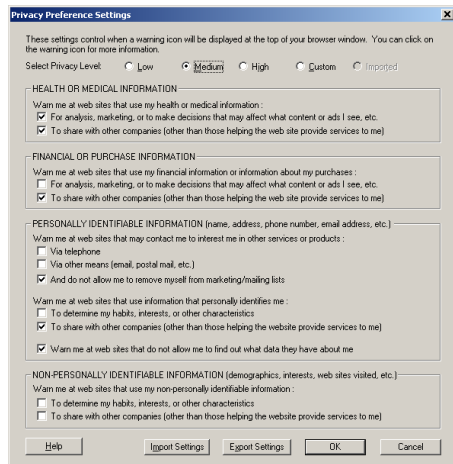 Privacy Preference Settings
These settings control when a warning icon will be displayed at the top of your browser window. You can click on
the warning icon for more information.
Select Privacy Level: Low Medium High Custom Imported
HEALTH OR MEDICAL INFORMATION
Warn me at web sites that use my health or medical information :
For analysis, marketing, or to make decisions that may affect what content or ads I see, etc.
To share with other companies (other than those helping the web site provide services to me)
FINANCIAL OR PURCHASE INFORMATION
Warn me at web sites that use my financial information or information about my purchases :
For analysis, marketing, or to make decisions that may affect what content or ads I see, etc.
To share with other companies (other than those helping the website provide services to me)
PERSONALLY IDENTIFIABLE INFORMATION (name, address, phone number, email address, etc.)
Warn me at web sites that may contact me to interest me in other services or products :
Via telephone
Via other means (email, postal mail, etc.)
And do not allow me to remove myself from marketing/mailing lists
Warn me at web sites that use information that personally identifies me :
To determine my habits, interests, or other characteristics
To share with other companies (other than those helping the website provide services to me)
Warn me at web sites that do not allow me to find out what data they have about me
NON-PERSONALLY IDENTIFIABLE INFORMATION (demographics, interests, web sites visited, etc.)
Warn me at web sites that use my non-personally identifiable information :
To determine my habits, interests, or other characteristics
To share with other companies (other than those helping the website provide services to me)
Help Import Settings Export Settings OK Cancel